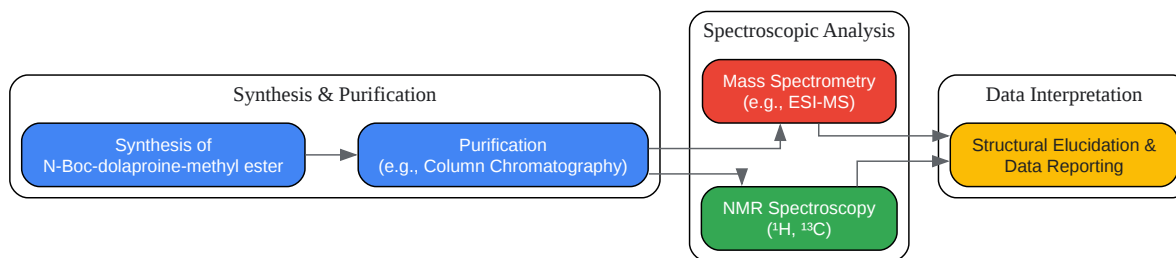 Synthesis & Purification
Synthesis of
N-Boc-dolaproine-methyl ester
Purification
(e.g., Column Chromatography)
Spectroscopic Analysis
Mass Spectrometry
(e.g., ESI-MS)
NMR Spectroscopy
(¹H, ¹³C)
Data Interpretation
Structural Elucidation &
Data Reporting